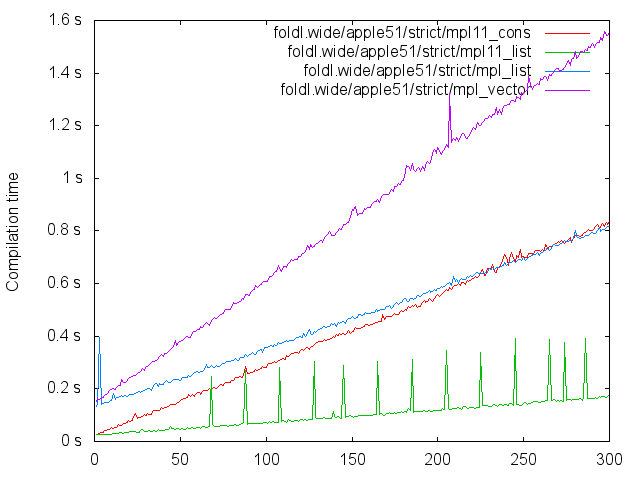 1.6 s
1.4 s
1.2 s
1 s
0.8 s
0.6 s
0.4 s
0.2 s
0 s
Compilation time
foldl.wide/apple51/strict/mpl11_cons
foldl.wide/apple51/strict/mpl11_list
foldl.wide/apple51/strict/mpl_list
foldl.wide/apple51/strict/mpl_vector
0 50 100 150 200 250 300